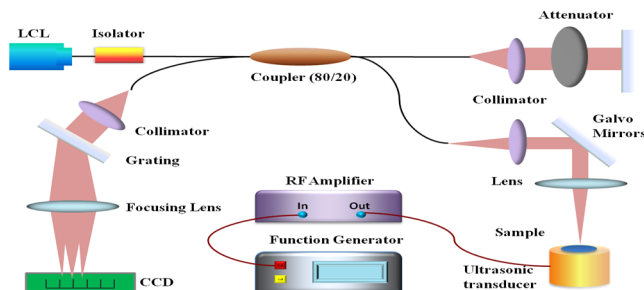 LCL
Isolator
Attenuator
Coupler (80/20)
Collimator
Galvo
Mirrors
Collimator
Grating
RF Amplifier
Lens
In
Out
Focusing Lens
Sample
Function Generator
CCD
Ultrasonic
transducer